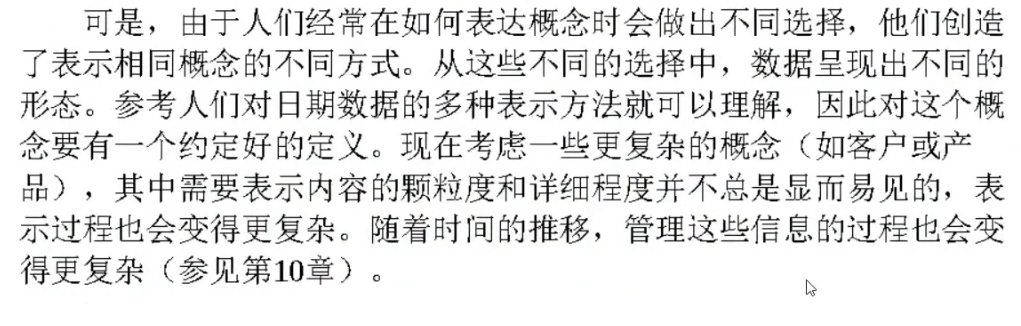 可是，由于人们经常在如何表达概念时会做出不同选择，他们创造
了表示相同概念的不同方式。从这些不同的选择中，数据呈现出不同的
形态。参考人们对日期数据的多种表示方法就可以理解，因此对这个概
念要有一个约定好的定义。现在考虑一些更复杂的概念（如客户或产
品），其中需要表示内容的颗粒度和详细程度并不总是显而易见的，表
示过程也会变得更复杂。随着时间的推移，管理这些信息的过程也会变
得更复杂（参见第10章）。